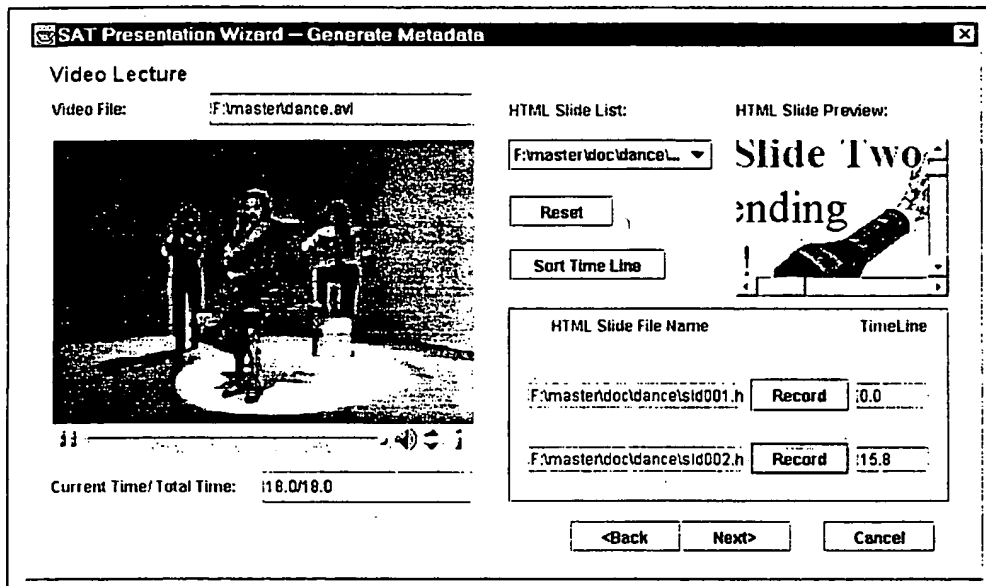 SAT Presentation Wizard — Generate Metadata
Video Lecture
Video File: F:\master\dance.avi
HTML Slide List:
F:\master\doc\dance\...
Reset
Sort Time Line
HTML Slide Preview:
Slide Two
ending
HTML Slide File Name TimeLine
F:\master\doc\dance\sld001.h Record 0.0
F:\master\doc\dance\sld002.h Record 15.8
Current Time/ Total Time: 18.0/18.0
<Back Next> Cancel